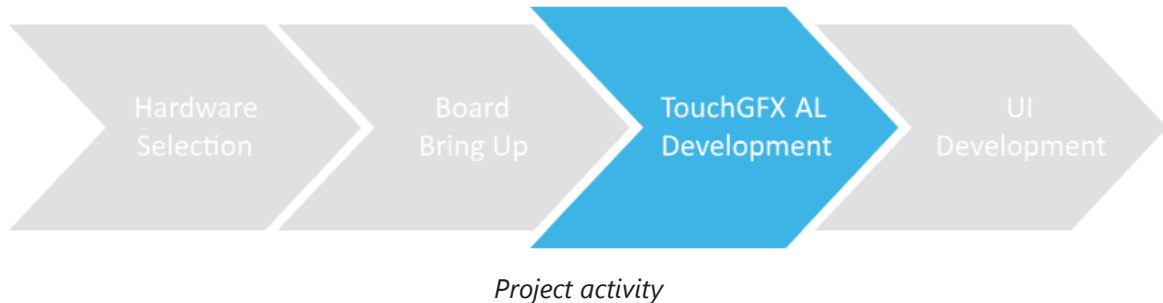 Hardware
Selection
Board
Bring Up
TouchGFX AL
Development
UI
Development
Project activity